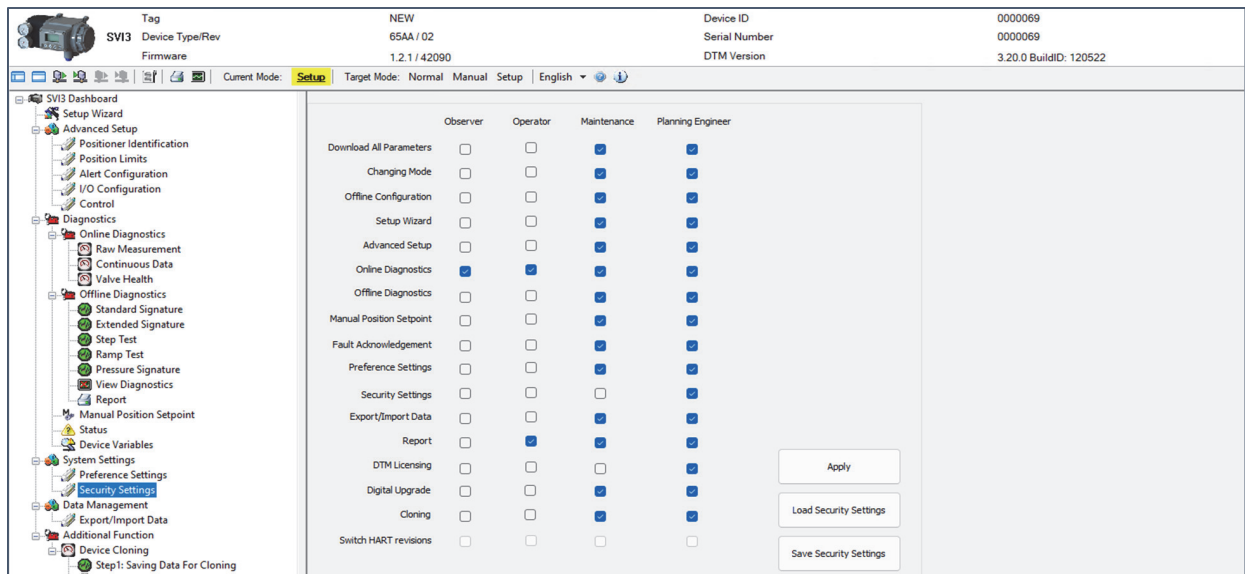 Tag NEW Device ID 0000069
SVI3 Device Type/Rev 65AA / 02 Serial Number 0000069
Firmware 1.2.1 / 42090 DTM Version 3.20.0 BuildID: 120522
Current Mode: Setup Target Mode: Normal Manual Setup English
SVI3 Dashboard
Setup Wizard
Advanced Setup
Positioner Identification
Position Limits
Alert Configuration
I/O Configuration
Control
Diagnostics
Online Diagnostics
Raw Measurement
Continuous Data
Valve Health
Offline Diagnostics
Standard Signature
Extended Signature
Step Test
Ramp Test
Pressure Signature
View Diagnostics
Report
Manual Position Setpoint
Status
Device Variables
System Settings
Preference Settings
Security Settings
Data Management
Export/Import Data
Additional Function
Device Cloning
Step1: Saving Data For Cloning
Observer Operator Maintenance Planning Engineer
Download All Parameters
Changing Mode
Offline Configuration
Setup Wizard
Advanced Setup
Online Diagnostics
Offline Diagnostics
Manual Position Setpoint
Fault Acknowledgement
Preference Settings
Security Settings
Export/Import Data
Report
DTM Licensing
Digital Upgrade
Cloning
Switch HART revisions
Apply
Load Security Settings
Save Security Settings